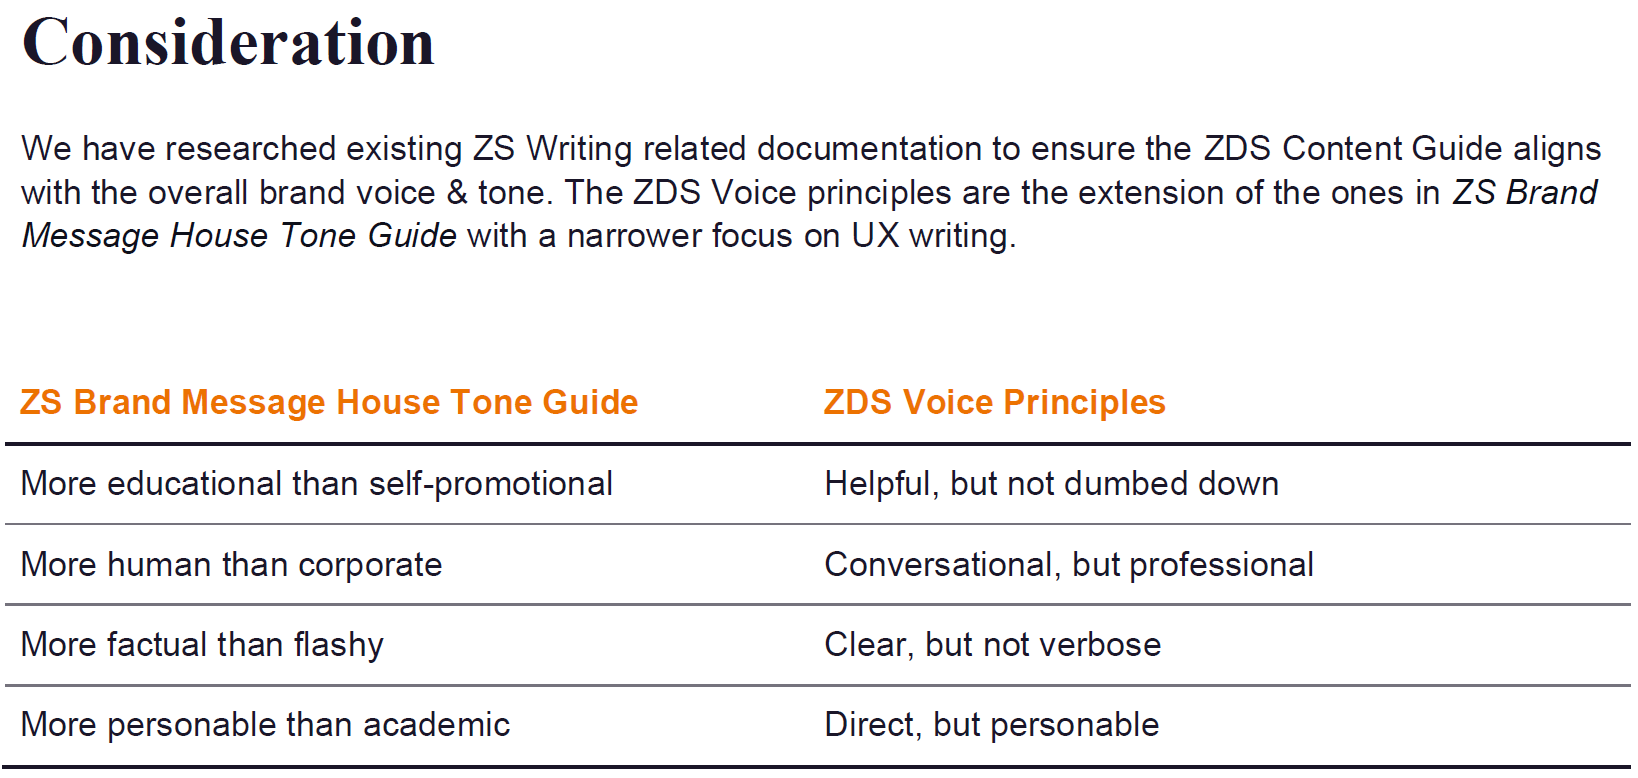 Consideration
We have researched existing ZS Writing related documentation to ensure the ZDS Content Guide aligns
with the overall brand voice & tone. The ZDS Voice principles are the extension of the ones in ZS Brand
Message House Tone Guide with a narrower focus on UX writing.
ZS Brand Message House Tone Guide ZDS Voice Principles
More educational than self-promotional Helpful, but not dumbed down
More human than corporate Conversational, but professional
More factual than flashy Clear, but not verbose
More personable than academic Direct, but personable